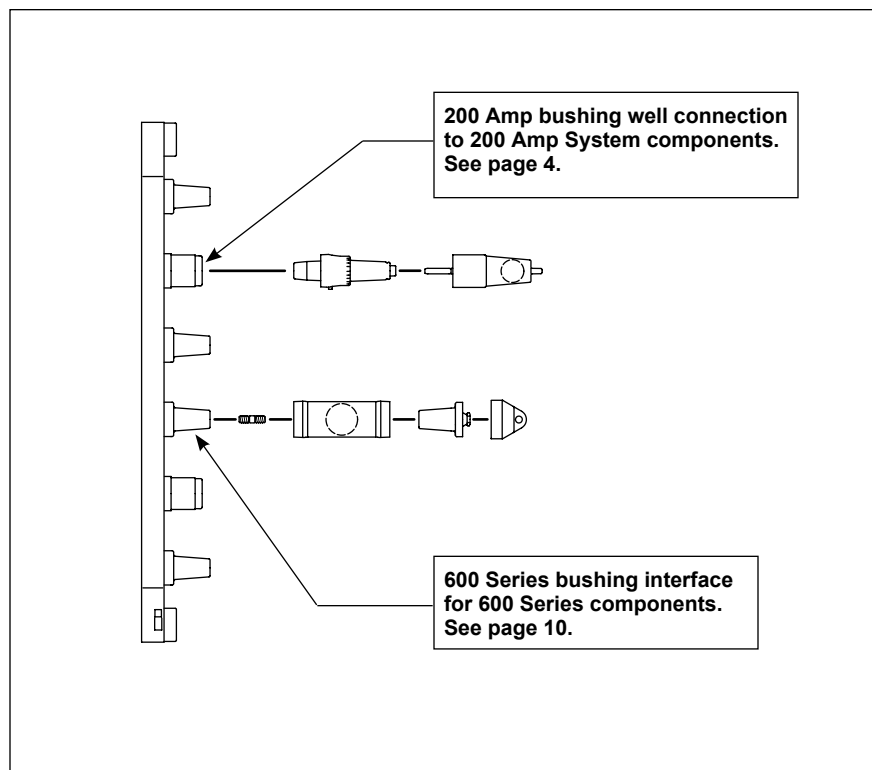 200 Amp bushing well connection
to 200 Amp System components.
See page 4.
600 Series bushing interface
for 600 Series components.
See page 10.